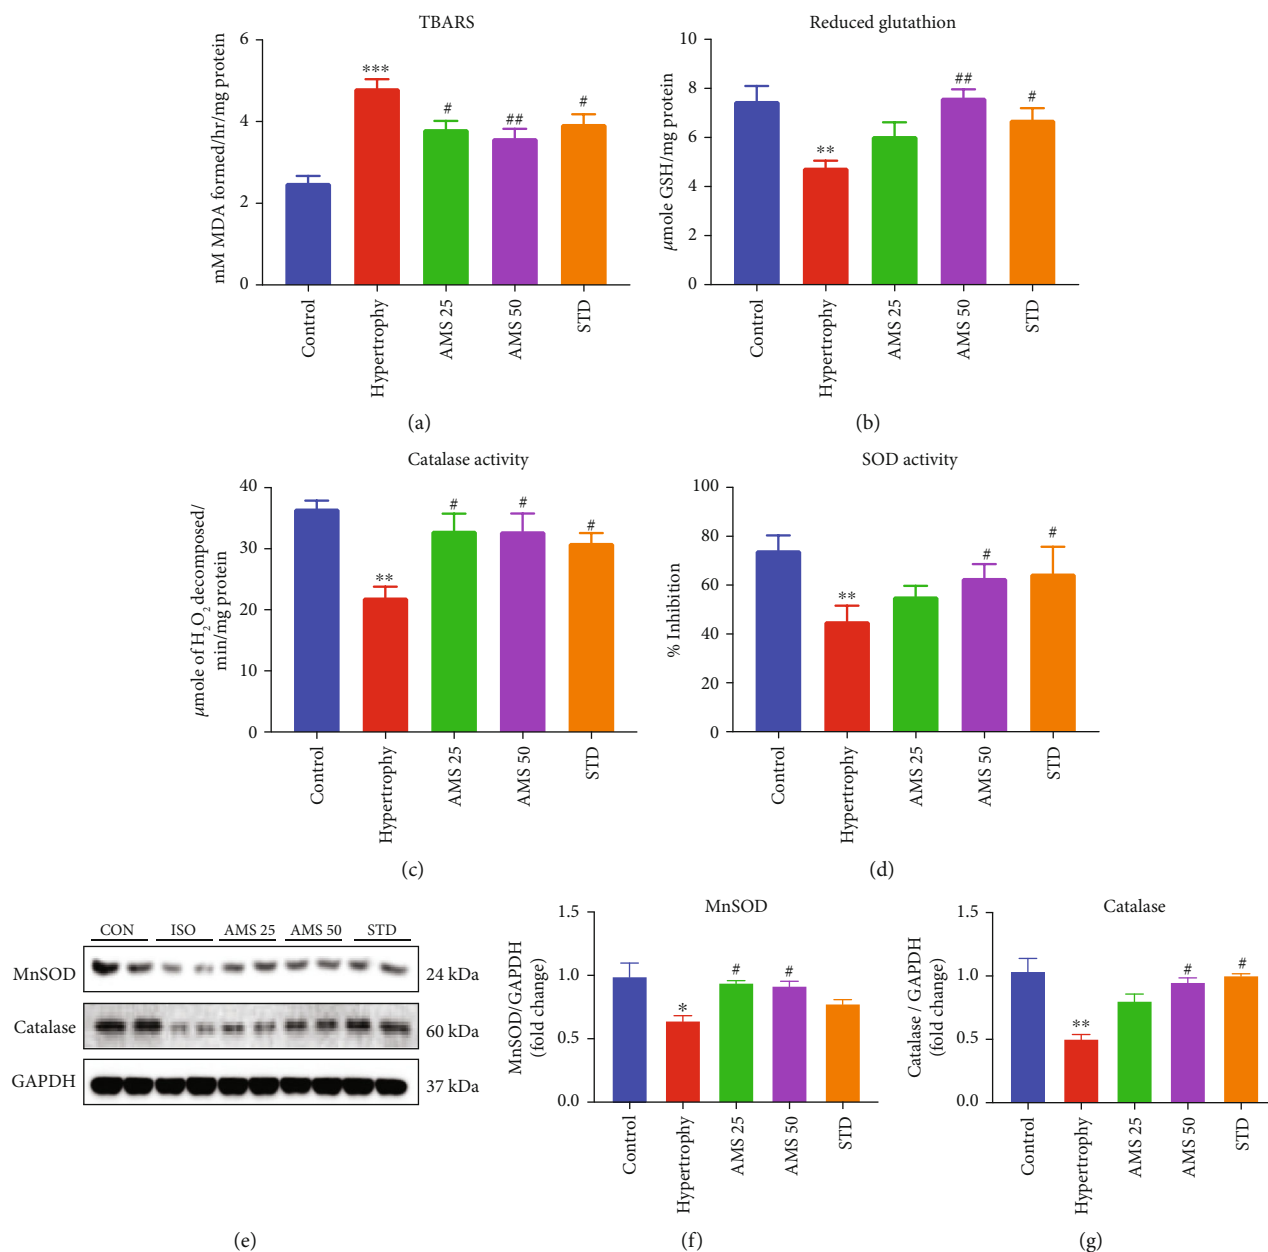 TBARS
mM MDA formed/hr/mg protein
6
4
2
0
***
#
##
#
Control
Hypertrophy
AMS 25
AMS 50
STD
(a)
Reduced glutathion
µmole GSH/mg protein
10
8
6
4
2
0
**
##
#
Control
Hypertrophy
AMS 25
AMS 50
STD
(b)
Catalase activity
µmole of H₂O₂ decomposed/
min/mg protein
40
30
20
10
0
**
#
#
#
Control
Hypertrophy
AMS 25
AMS 50
STD
(c)
SOD activity
% Inhibition
100
80
60
40
20
0
**
#
#
Control
Hypertrophy
AMS 25
AMS 50
STD
(d)
CON ISO AMS 25 AMS 50 STD
MnSOD 24 kDa
Catalase 60 kDa
GAPDH 37 kDa
(e)
MnSOD
MnSOD/GAPDH
(fold change)
1.5
1.0
0.5
0.0
*
#
#
Control
Hypertrophy
AMS 25
AMS 50
STD
(f)
Catalase
Catalase / GAPDH
(fold change)
1.5
1.0
0.5
0.0
**
#
#
Control
Hypertrophy
AMS 25
AMS 50
STD
(g)